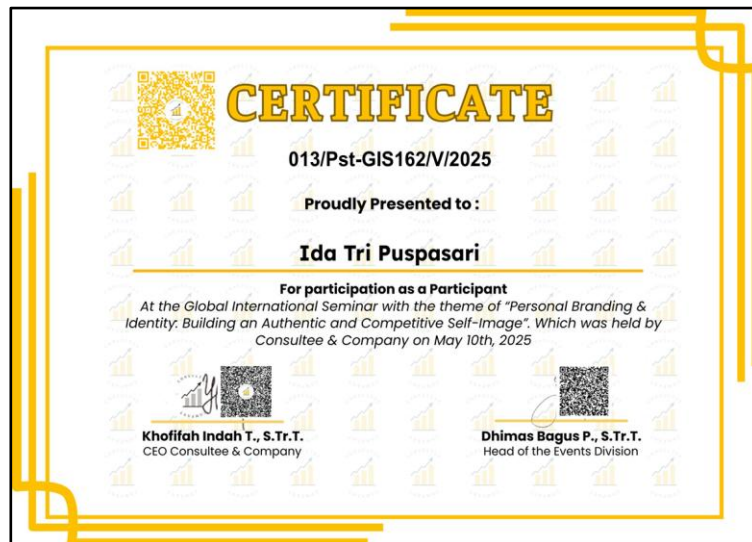 CERTIFICATE
013/Pst-GIS162/V/2025
Proudly Presented to :
Ida Tri Puspasari
For participation as a Participant
At the Global International Seminar with the theme of "Personal Branding &
Identity: Building an Authentic and Competitive Self-Image". Which was held by
Consultee & Company on May 10th, 2025
Khofifah Indah T., S.Tr.T.
CEO Consultee & Company
Dhimas Bagus P., S.Tr.T.
Head of the Events Division